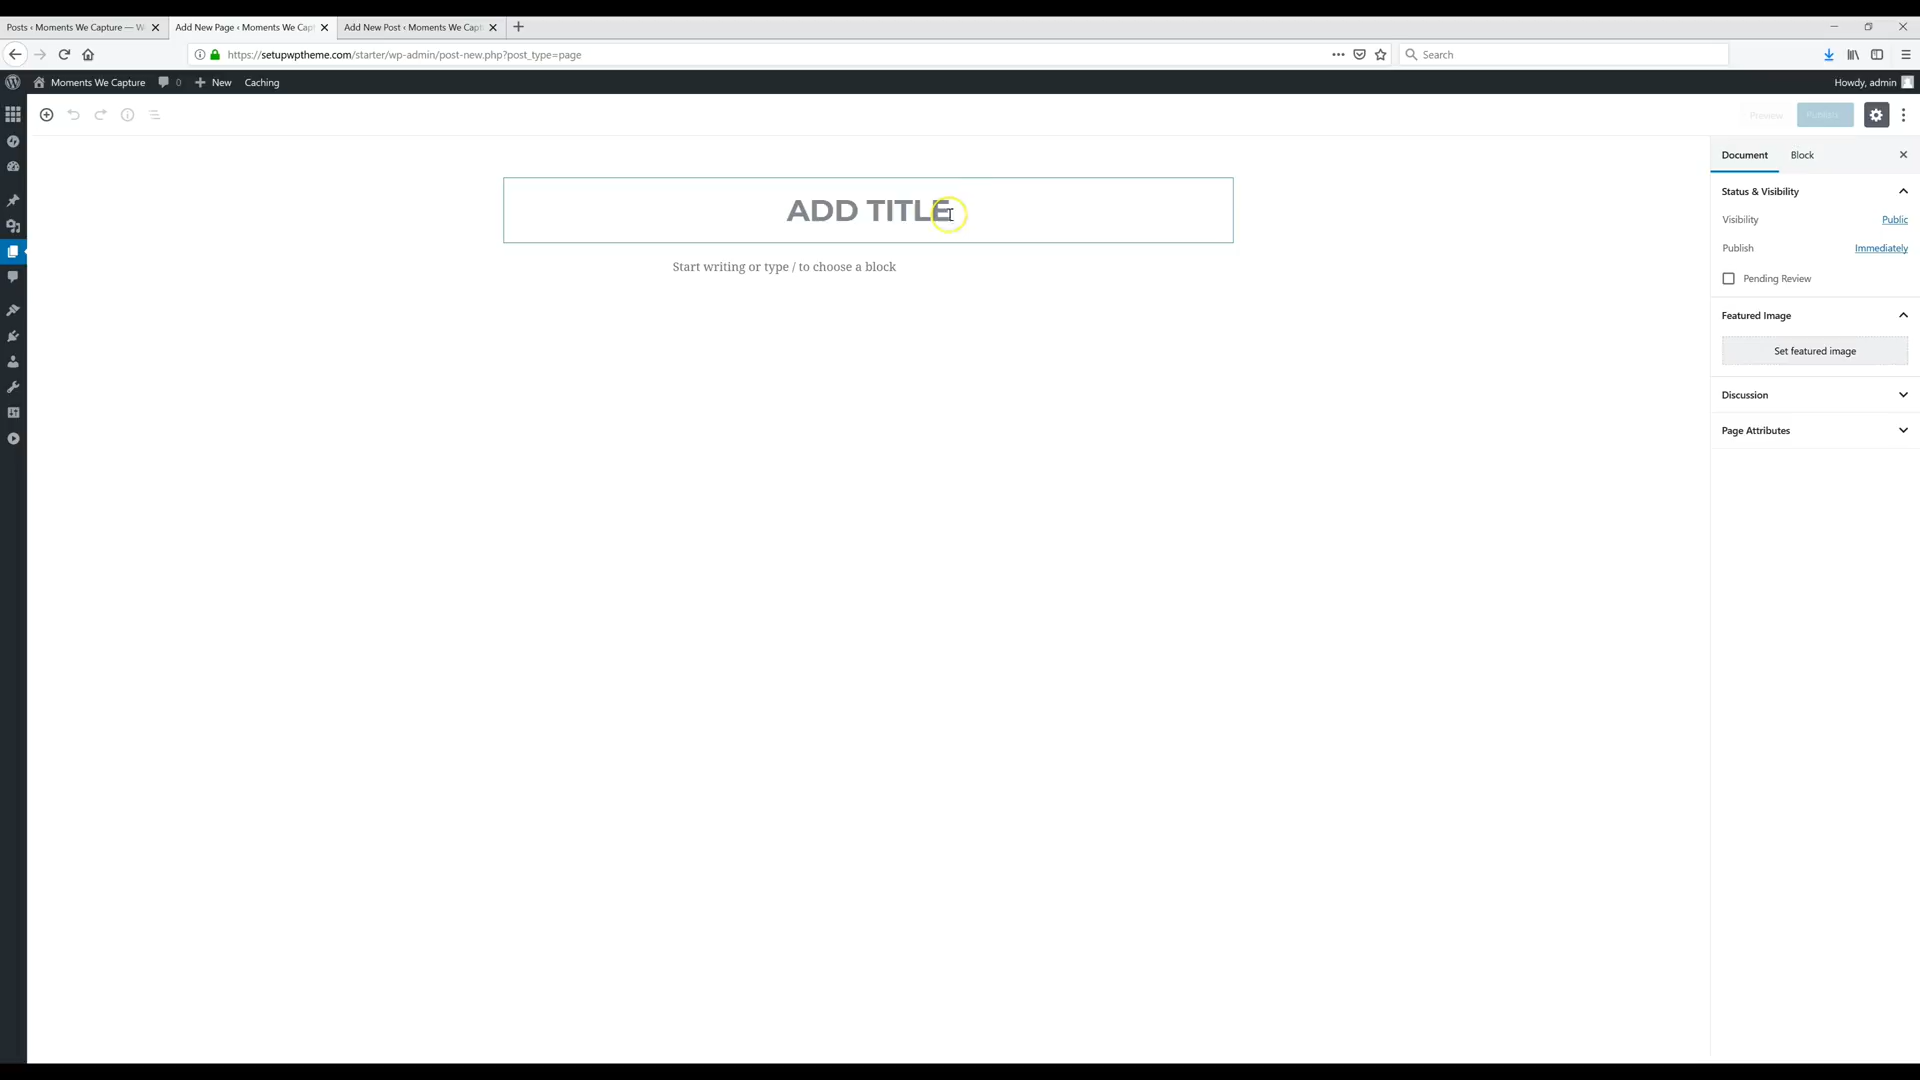 Posts ‹ Moments We Capture — W
Add New Page ‹ Moments We Cap
Add New Post ‹ Moments We Capt
https://setupwptheme.com/starter/wp-admin/post-new.php?post_type=page
Search
Moments We Capture
0
New
Caching
Howdy, admin
Preview
Publish
Document
Block
ADD TITLE
Start writing or type / to choose a block
Status & Visibility
Visibility
Public
Publish
Immediately
Pending Review
Featured Image
Set featured image
Discussion
Page Attributes